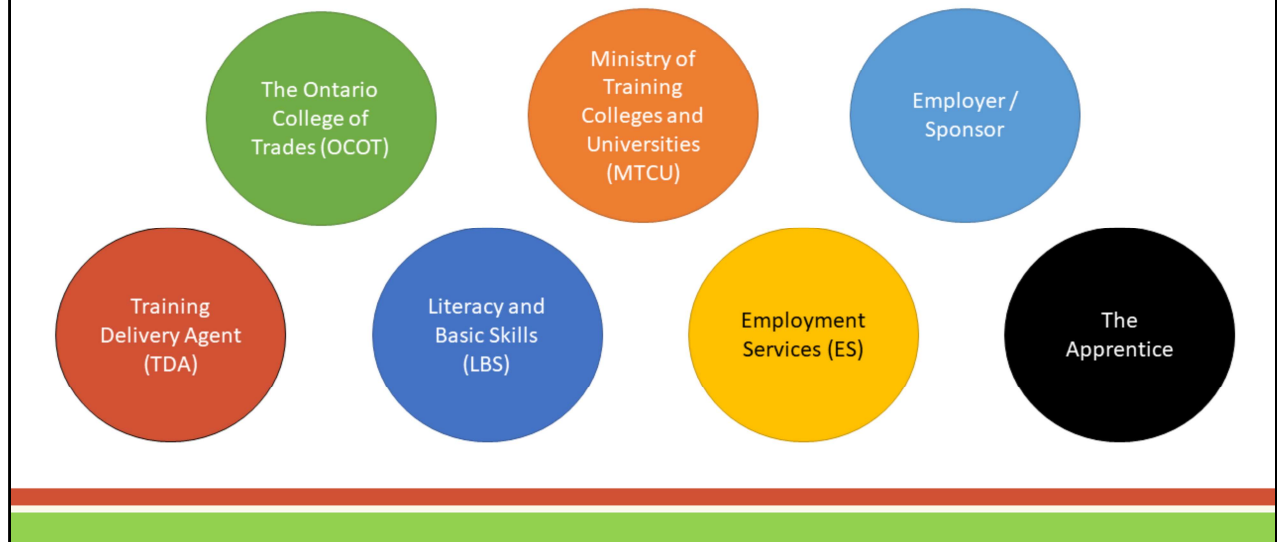 The Ontario
College of
Trades (OCOT)
Ministry of
Training
Colleges and
Universities
(MTCU)
Employer /
Sponsor
Training
Delivery Agent
(TDA)
Literacy and
Basic Skills
(LBS)
Employment
Services (ES)
The
Apprentice